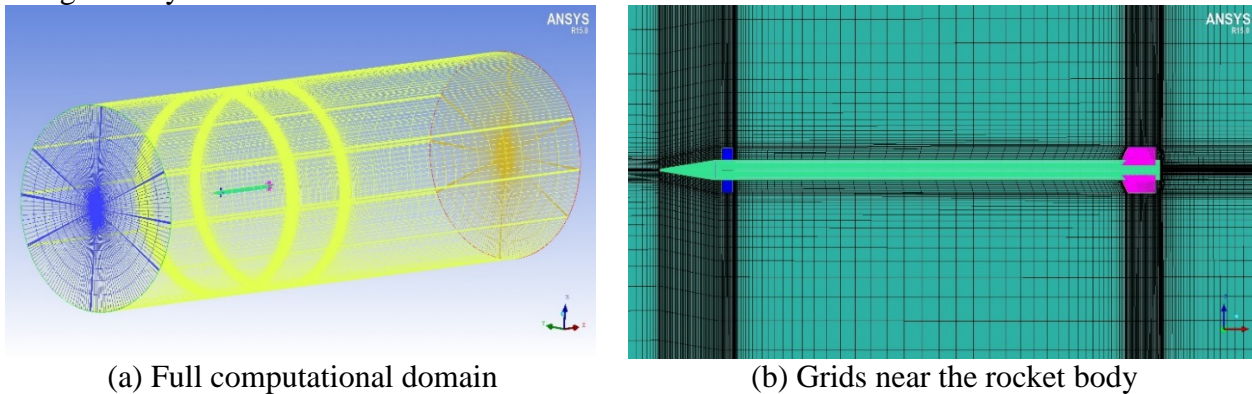 ANSYS
R15.0
ANSYS
R15.0
(a) Full computational domain
(b) Grids near the rocket body